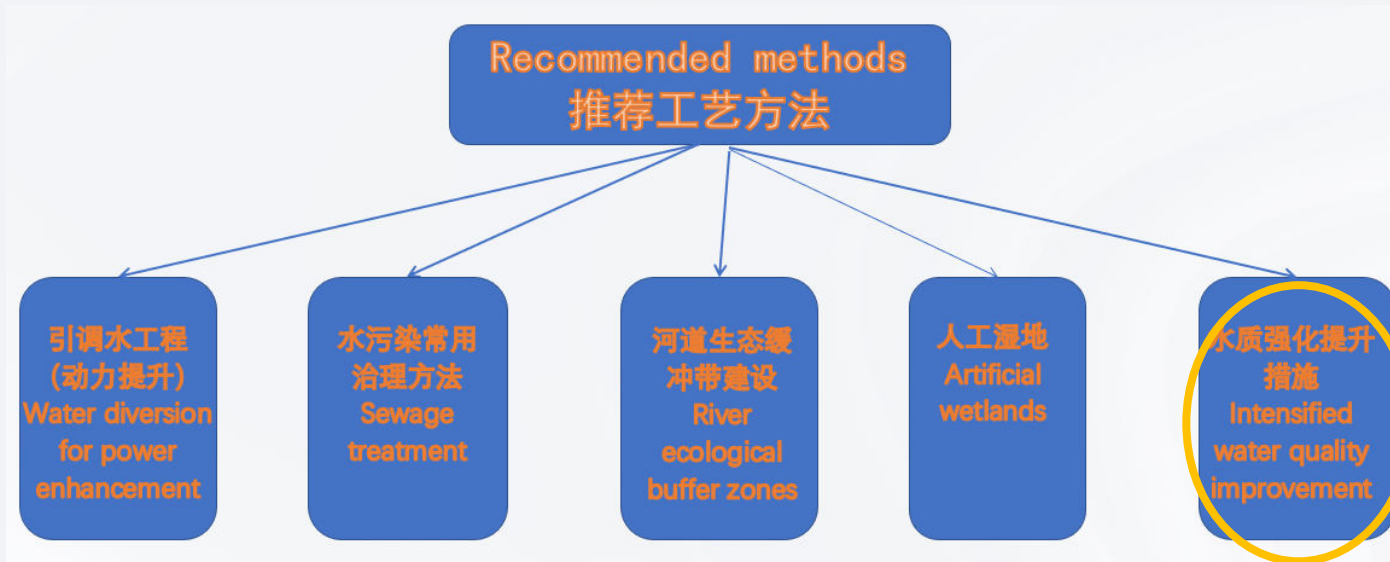 Recommended methods
推荐工艺方法
引调水工程
(动力提升)
Water diversion
for power
enhancement
水污染常用
治理方法
Sewage
treatment
河道生态缓
冲带建设
River
ecological
buffer zones
人工湿地
Artificial
wetlands
水质强化提升
措施
Intensified
water quality
improvement